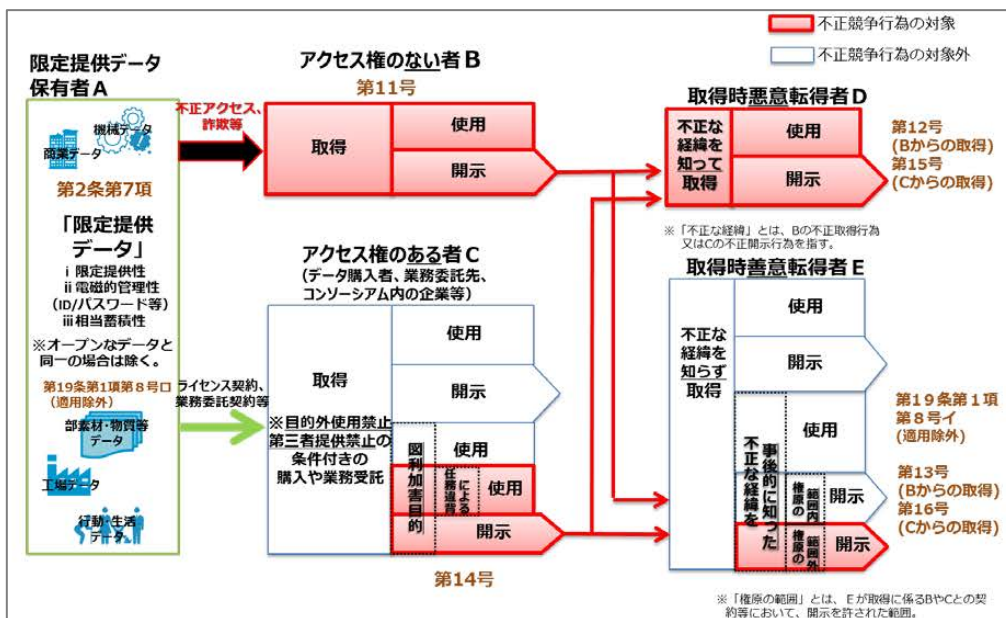 不正競争行為の対象
不正競争行為の対象外
限定提供データ
保有者A
機械データ
商業データ
第2条第7項
「限定提供
データ」
ⅰ 限定提供性
ⅱ 電磁的管理性
（ID/パスワード等）
ⅲ相当蓄積性
※オープンなデータと
同一の場合は除く。
第19条第1項第８号ロ
（適用除外）
部素材・物質等
データ
工場データ
行動・生活
データ
不正アクセス、
詐欺等
ライセンス契約、
業務委託契約等
アクセス権のない者B
第11号
取得
使用
開示
アクセス権のある者C
（データ購入者、業務委託先、
コンソーシアム内の企業等）
取得
※目的外使用禁止
第三者提供禁止の
条件付きの
購入や業務受託
使用
開示
使用
図利加害目的
による
任務違背
使用
開示
第14号
取得時悪意転得者D
不正な
経緯を
知って
取得
使用
開示
第12号
(Bからの取得)
第15号
(Cからの取得)
※「不正な経緯」とは、Bの不正取得行為
又はCの不正開示行為を指す。
取得時善意転得者E
不正な
経緯を
知らず
取得
使用
開示
不正な経緯を
事後的に知った
使用
権原の
範囲内
開示
権原の
範囲外
開示
第１９条第１項
第８号イ
(適用除外)
第13号
(Bからの取得)
第16号
(Cからの取得)
※「権原の範囲」とは、Ｅが取得に係るＢやＣとの契
約等において、開示を許された範囲。